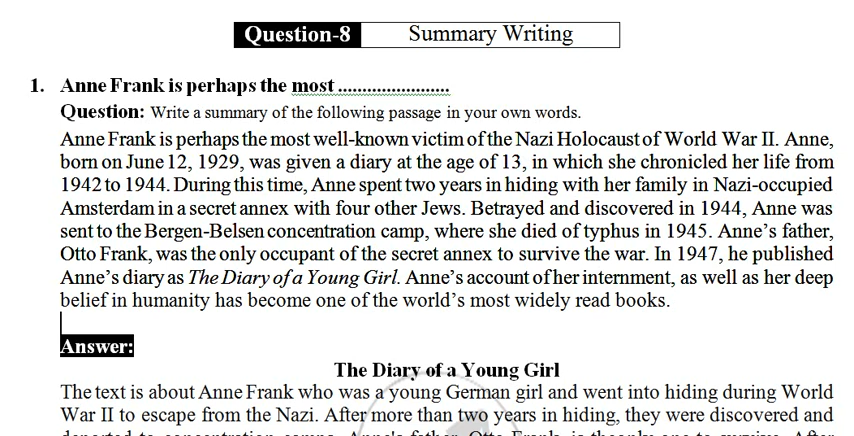 Question-8 Summary Writing
1. Anne Frank is perhaps the most .......................
Question: Write a summary of the following passage in your own words.
Anne Frank is perhaps the most well-known victim of the Nazi Holocaust of World War II. Anne,
born on June 12, 1929, was given a diary at the age of 13, in which she chronicled her life from
1942 to 1944. During this time, Anne spent two years in hiding with her family in Nazi-occupied
Amsterdam in a secret annex with four other Jews. Betrayed and discovered in 1944, Anne was
sent to the Bergen-Belsen concentration camp, where she died of typhus in 1945. Anne’s father,
Otto Frank, was the only occupant of the secret annex to survive the war. In 1947, he published
Anne’s diary as The Diary of a Young Girl. Anne’s account of her internment, as well as her deep
belief in humanity has become one of the world’s most widely read books.
Answer:
The Diary of a Young Girl
The text is about Anne Frank who was a young German girl and went into hiding during World
War II to escape from the Nazi. After more than two years in hiding, they were discovered and